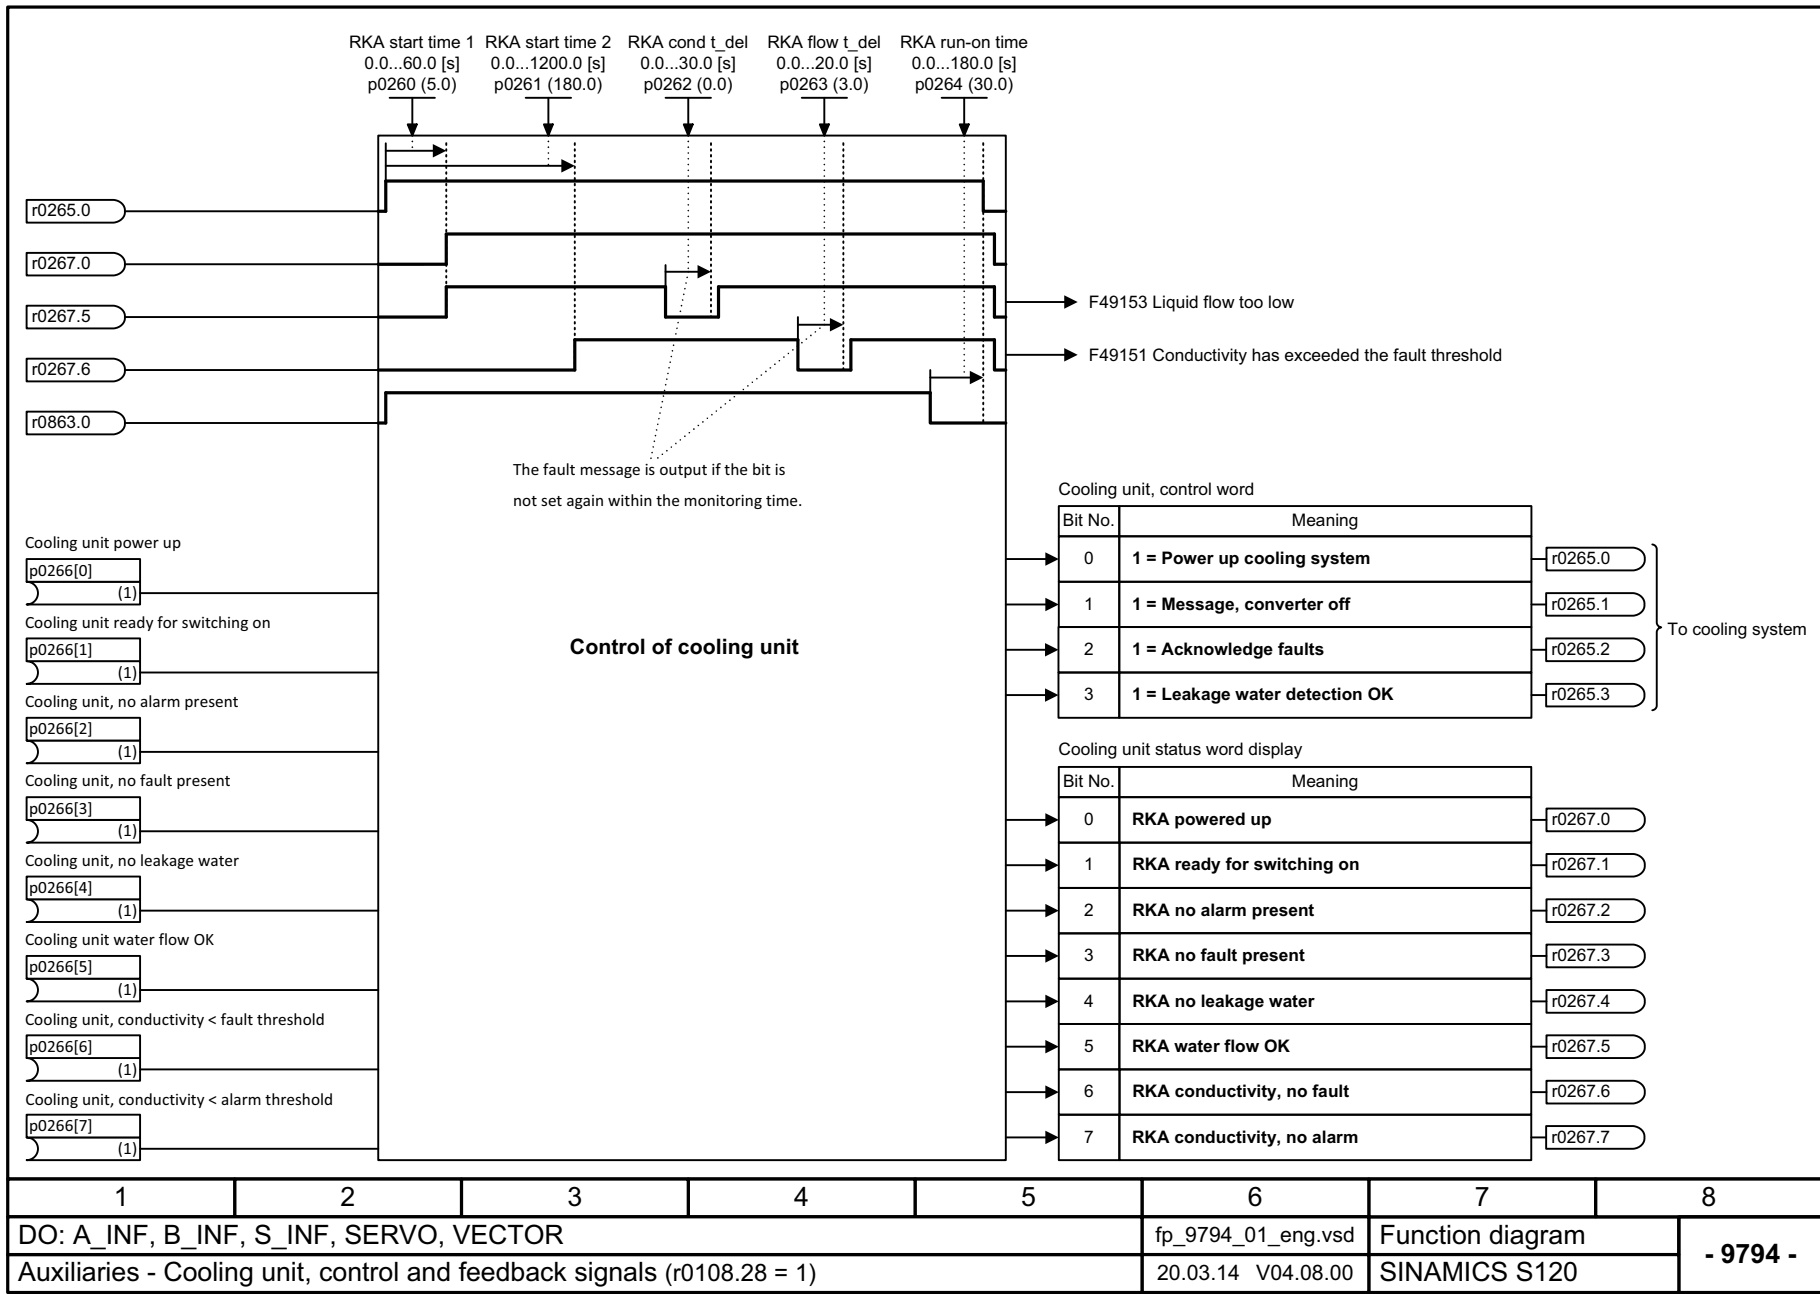 RKA start time 1 RKA start time 2 RKA cond t_del RKA flow t_del RKA run-on time
0.0...60.0 [s] 0.0...1200.0 [s] 0.0...30.0 [s] 0.0...20.0 [s] 0.0...180.0 [s]
p0260 (5.0) p0261 (180.0) p0262 (0.0) p0263 (3.0) p0264 (30.0)
r0265.0
r0267.0
r0267.5
F49153 Liquid flow too low
r0267.6
F49151 Conductivity has exceeded the fault threshold
r0863.0
The fault message is output if the bit is
not set again within the monitoring time.
Cooling unit power up
p0266[0]
(1)
Cooling unit ready for switching on
p0266[1]
(1)
Cooling unit, no alarm present
p0266[2]
(1)
Cooling unit, no fault present
p0266[3]
(1)
Cooling unit, no leakage water
p0266[4]
(1)
Cooling unit water flow OK
p0266[5]
(1)
Cooling unit, conductivity < fault threshold
p0266[6]
(1)
Cooling unit, conductivity < alarm threshold
p0266[7]
(1)
Control of cooling unit
Cooling unit, control word
Bit No. Meaning
0 1 = Power up cooling system r0265.0
1 1 = Message, converter off r0265.1
2 1 = Acknowledge faults r0265.2
3 1 = Leakage water detection OK r0265.3
To cooling system
Cooling unit status word display
Bit No. Meaning
0 RKA powered up r0267.0
1 RKA ready for switching on r0267.1
2 RKA no alarm present r0267.2
3 RKA no fault present r0267.3
4 RKA no leakage water r0267.4
5 RKA water flow OK r0267.5
6 RKA conductivity, no fault r0267.6
7 RKA conductivity, no alarm r0267.7
1 2 3 4 5 6 7 8
DO: A_INF, B_INF, S_INF, SERVO, VECTOR fp_9794_01_eng.vsd Function diagram
- 9794 -
Auxiliaries - Cooling unit, control and feedback signals (r0108.28 = 1) 20.03.14 V04.08.00 SINAMICS S120